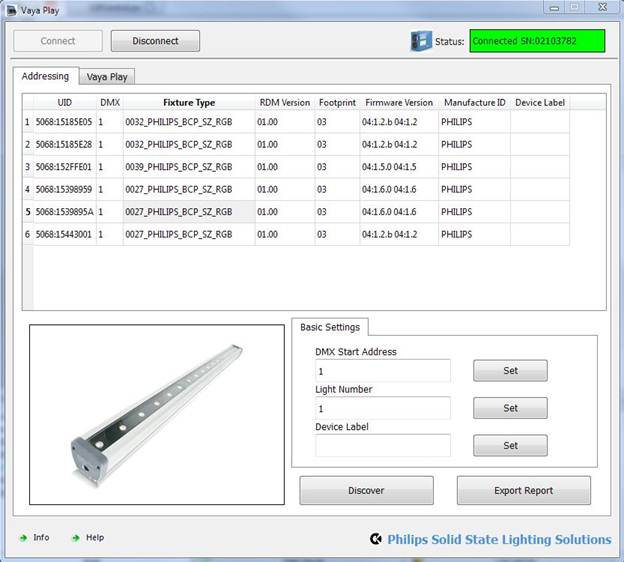 Vaya Play
Connect Disconnect Status: Connected SN:02103782
Addressing Vaya Play
UID DMX Fixture Type RDM Version Footprint Firmware Version Manufacture ID Device Label
1 5068:15185E05 1 0032_PHILIPS_BCP_SZ_RGB 01.00 03 04:1.2.b 04:1.2 PHILIPS
2 5068:15185E28 1 0032_PHILIPS_BCP_SZ_RGB 01.00 03 04:1.2.b 04:1.2 PHILIPS
3 5068:152FFE01 1 0039_PHILIPS_BCP_SZ_RGB 01.00 03 04:1.5.0 04:1.5 PHILIPS
4 5068:15398959 1 0027_PHILIPS_BCP_SZ_RGB 01.00 03 04:1.6.0 04:1.6 PHILIPS
5 5068:1539895A 1 0027_PHILIPS_BCP_SZ_RGB 01.00 03 04:1.6.0 04:1.6 PHILIPS
6 5068:15443001 1 0027_PHILIPS_BCP_SZ_RGB 01.00 03 04:1.2.b 04:1.2 PHILIPS
Basic Settings
DMX Start Address
1 Set
Light Number
1 Set
Device Label
Set
Discover Export Report
Info Help Philips Solid State Lighting Solutions